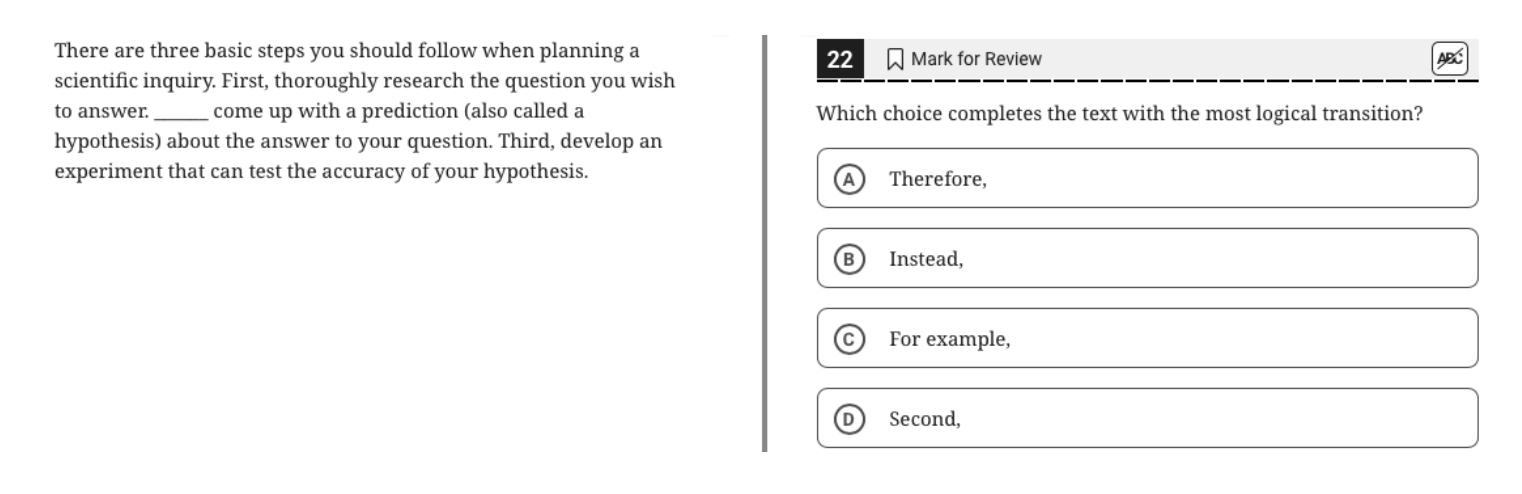 There are three basic steps you should follow when planning a
scientific inquiry. First, thoroughly research the question you wish
to answer. _____ come up with a prediction (also called a
hypothesis) about the answer to your question. Third, develop an
experiment that can test the accuracy of your hypothesis.
22 Mark for Review ABC
Which choice completes the text with the most logical transition?
A Therefore,
B Instead,
C For example,
D Second,